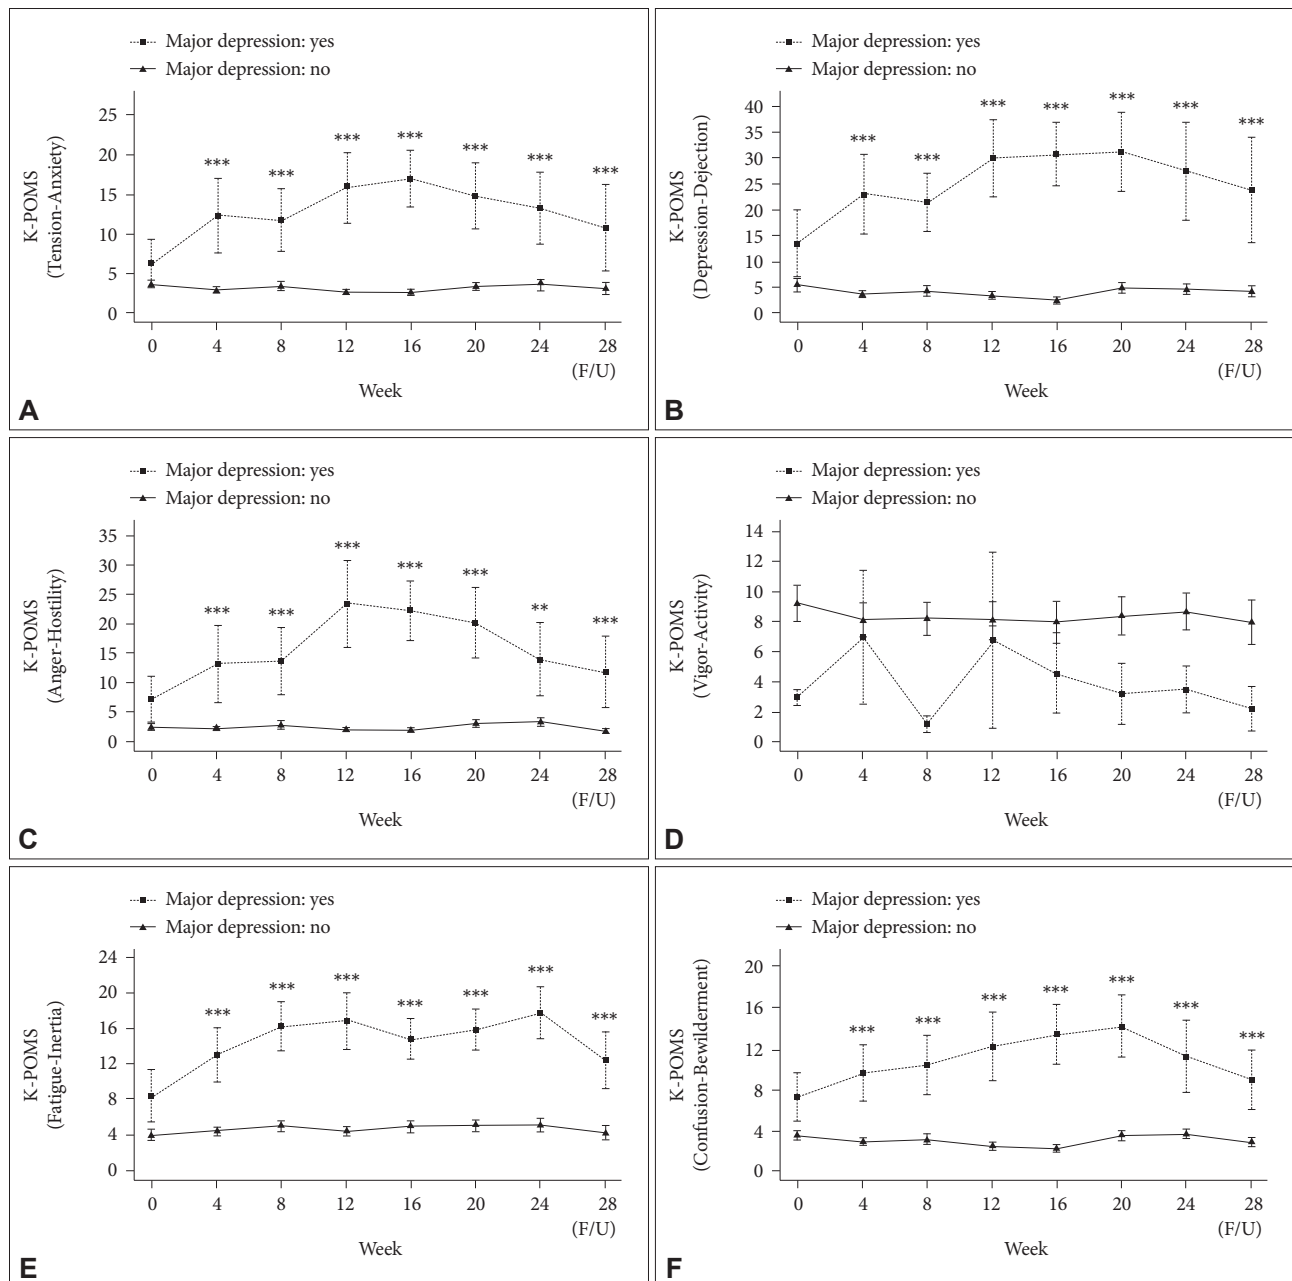 Major depression: yes
Major depression: no
K-POMS
(Tension-Anxiety)
25
***
***
***
***
***
***
***
20
15
10
5
0
0 4 8 12 16 20 24 28
(F/U)
Week
A
Major depression: yes
Major depression: no
K-POMS
(Depression-Dejection)
40
***
***
***
***
***
***
***
35
30
25
20
15
10
5
0
0 4 8 12 16 20 24 28
(F/U)
Week
B
Major depression: yes
Major depression: no
K-POMS
(Anger-Hostility)
35
***
***
***
***
***
**
***
30
25
20
15
10
5
0
0 4 8 12 16 20 24 28
(F/U)
Week
C
Major depression: yes
Major depression: no
K-POMS
(Vigor-Activity)
14
12
10
8
6
4
2
0
0 4 8 12 16 20 24 28
(F/U)
Week
D
Major depression: yes
Major depression: no
K-POMS
(Fatigue-Inertia)
24
***
***
***
***
***
***
***
20
16
12
8
4
0
0 4 8 12 16 20 24 28
(F/U)
Week
E
Major depression: yes
Major depression: no
K-POMS
(Confusion-Bewilderment)
20
***
***
***
***
***
***
***
16
12
8
4
0
0 4 8 12 16 20 24 28
(F/U)
Week
F